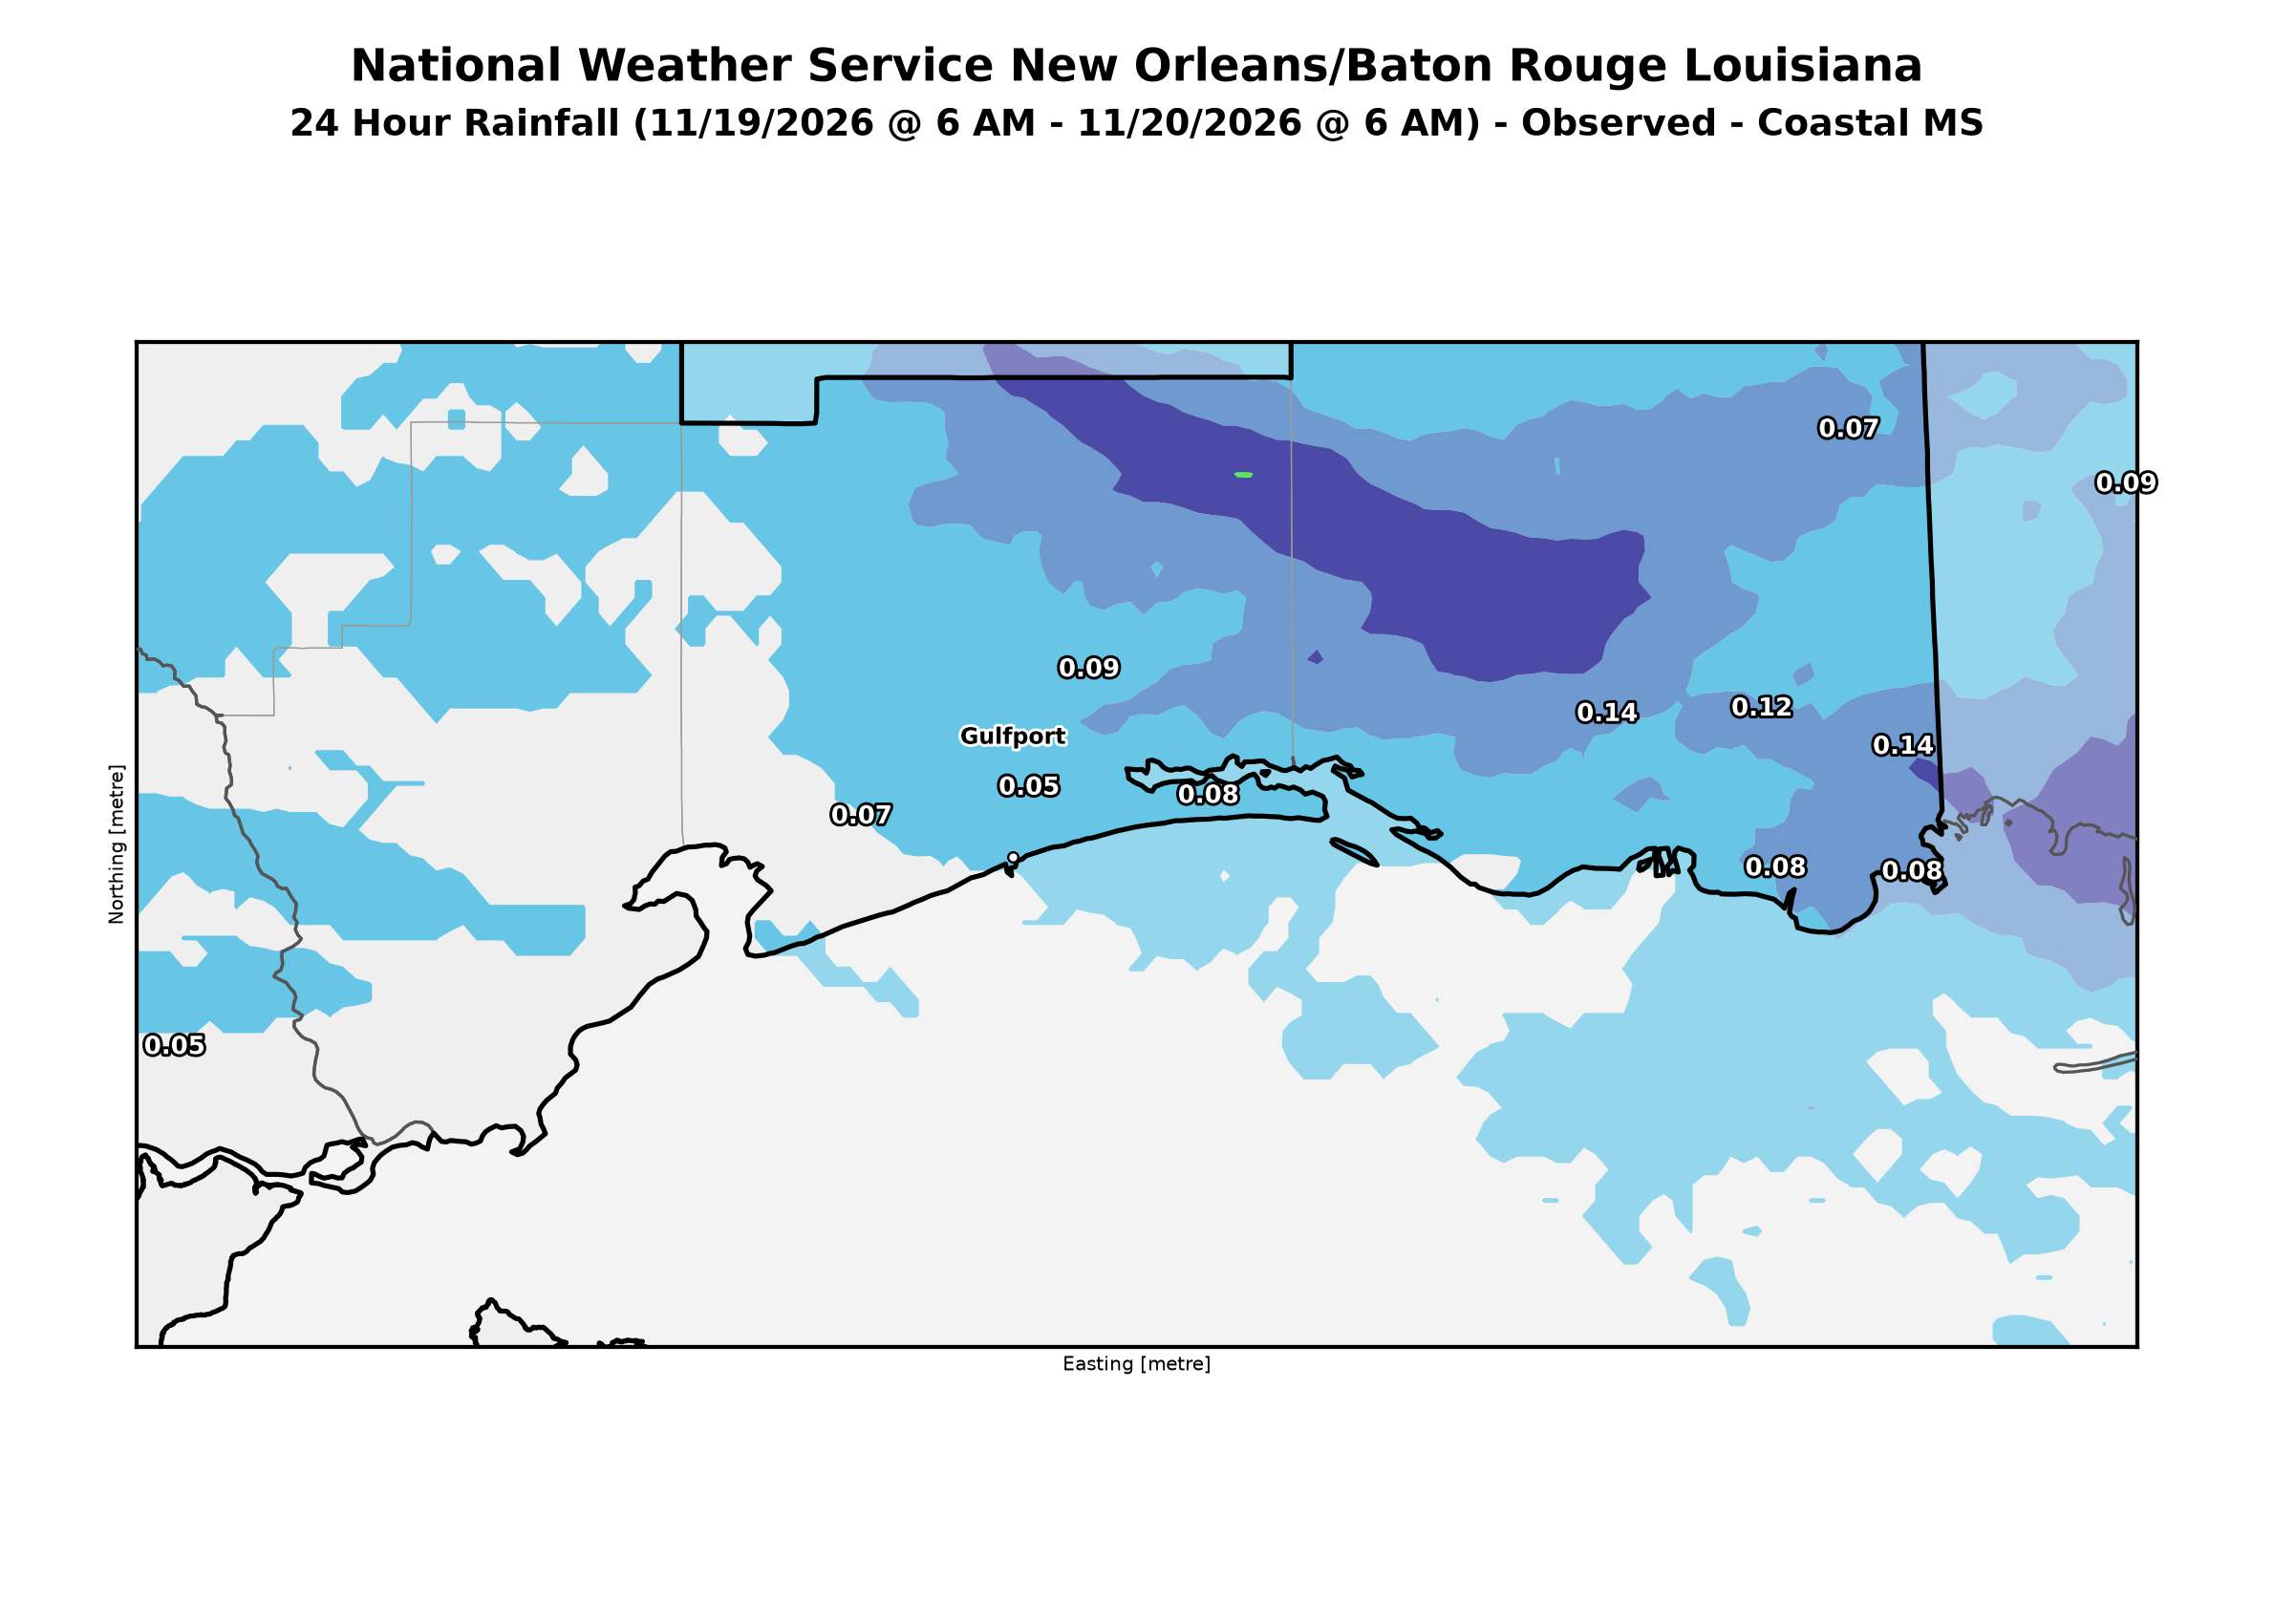 National Weather Service New Orleans/Baton Rouge Louisiana
24 Hour Rainfall (11/19/2026 @ 6 AM - 11/20/2026 @ 6 AM) - Observed - Coastal MS
0.07
0.09
0.09
0.14
0.12
Gulfport
0.14
0.05
0.08
0.07
0.08
0.08
0.05
Northing [metre]
Easting [metre]